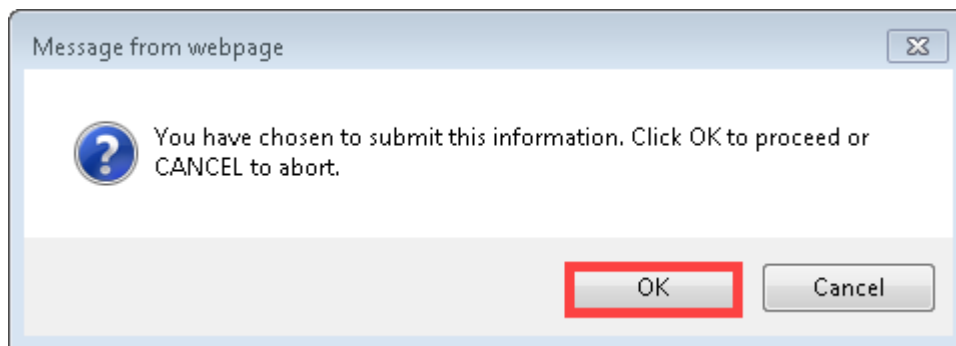 Message from webpage
You have chosen to submit this information. Click OK to proceed or
CANCEL to abort.
OK
Cancel